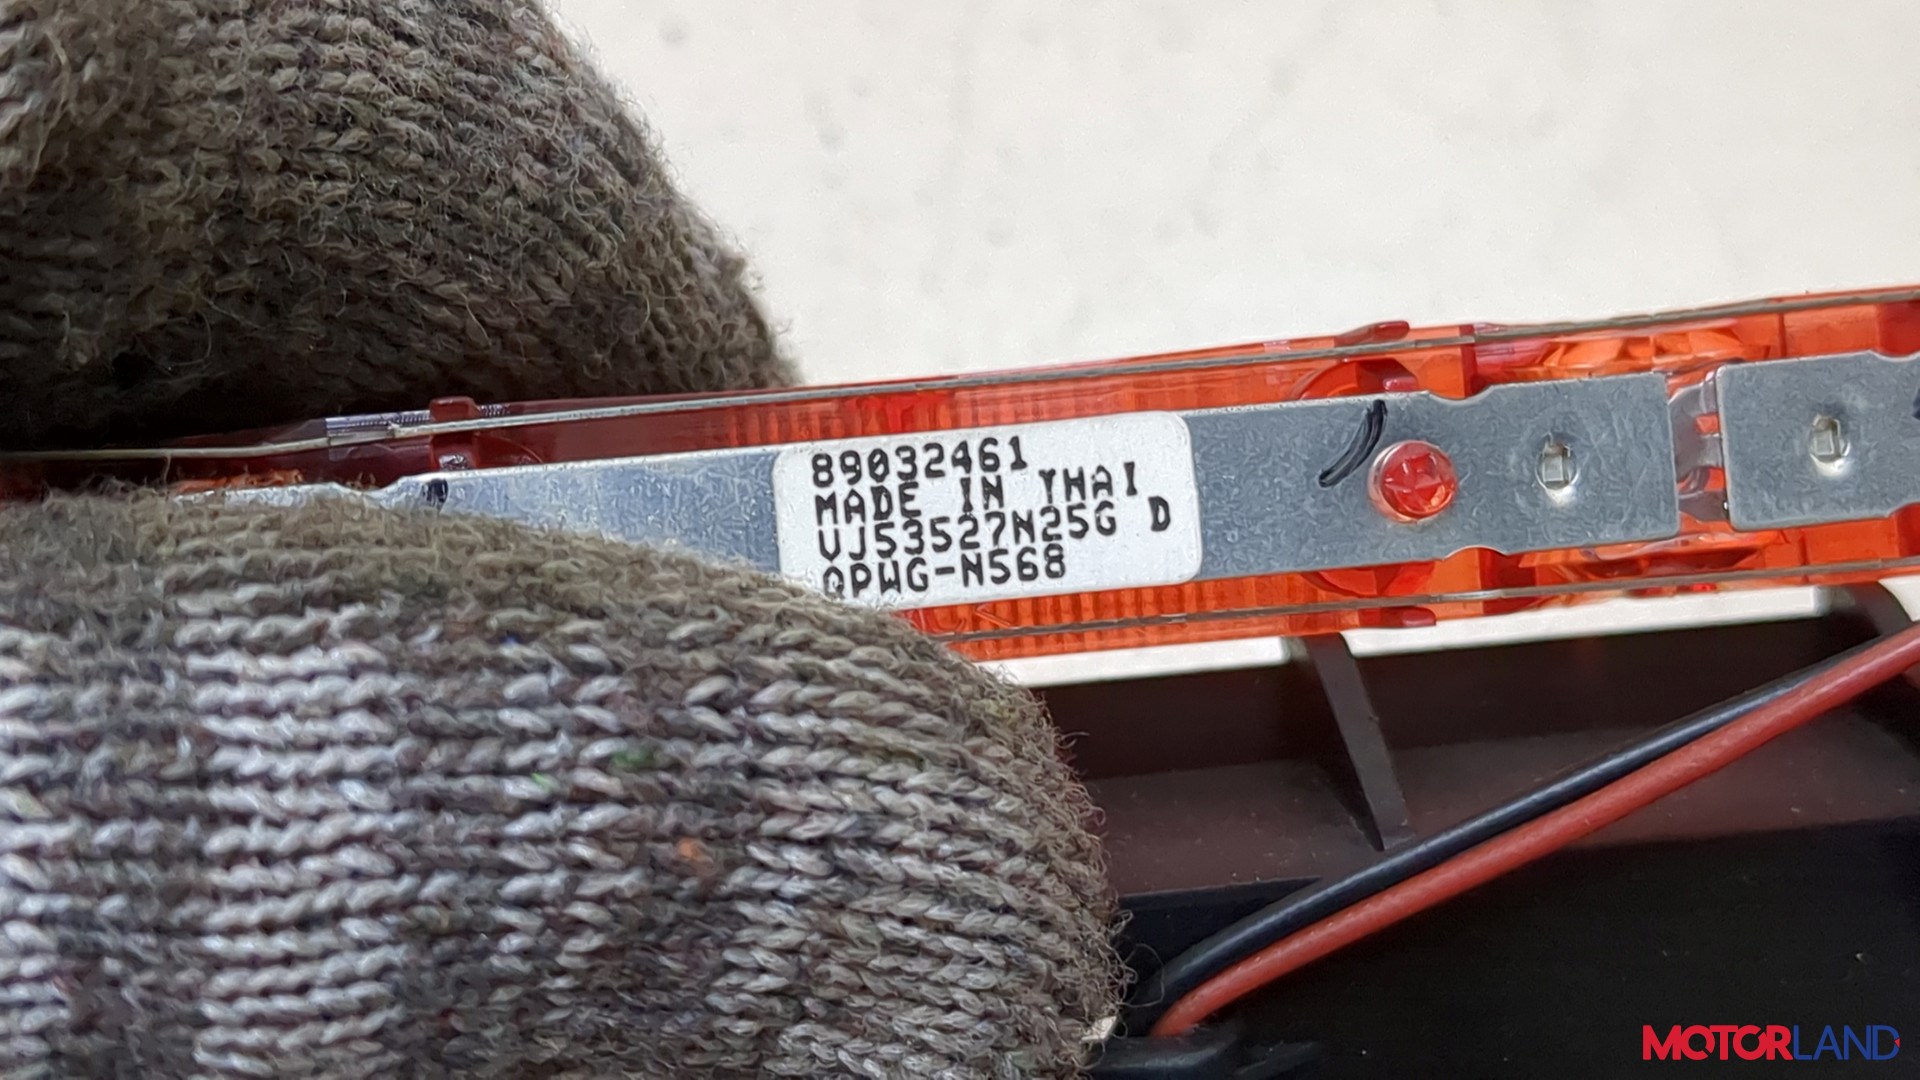 89032461
MADE IN THAI
VJ53527N25G D
QPWG-N568
MOTORLAND